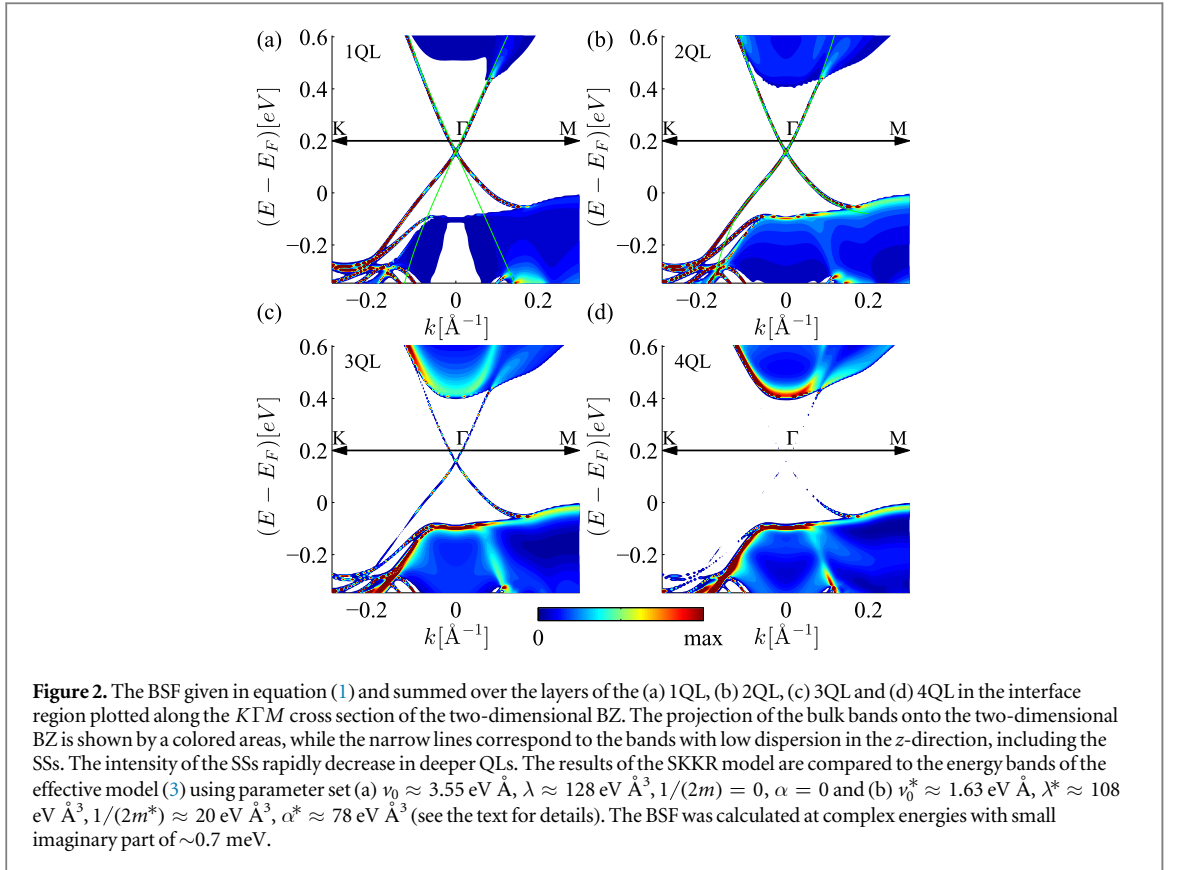 (a)
1QL
0.6
0.4
0.2
0
−0.2
(E − E_F)[eV]
K Γ M
−0.2 0 0.2
k[Å⁻¹]
(b)
2QL
0.6
0.4
0.2
0
−0.2
(E − E_F)[eV]
K Γ M
−0.2 0 0.2
k[Å⁻¹]
(c)
3QL
0.6
0.4
0.2
0
−0.2
(E − E_F)[eV]
K Γ M
−0.2 0 0.2
k[Å⁻¹]
(d)
4QL
0.6
0.4
0.2
0
−0.2
(E − E_F)[eV]
K Γ M
−0.2 0 0.2
k[Å⁻¹]
0 max
Figure 2. The BSF given in equation (1) and summed over the layers of the (a) 1QL, (b) 2QL, (c) 3QL and (d) 4QL in the interface
region plotted along the KΓM cross section of the two-dimensional BZ. The projection of the bulk bands onto the two-dimensional
BZ is shown by a colored areas, while the narrow lines correspond to the bands with low dispersion in the z-direction, including the
SSs. The intensity of the SSs rapidly decrease in deeper QLs. The results of the SKKR model are compared to the energy bands of the
effective model (3) using parameter set (a) ν₀ ≈ 3.55 eV Å, λ ≈ 128 eV Å³, 1/(2m) = 0, α = 0 and (b) ν₀* ≈ 1.63 eV Å, λ* ≈ 108
eV Å³, 1/(2m*) ≈ 20 eV Å³, α* ≈ 78 eV Å³ (see the text for details). The BSF was calculated at complex energies with small
imaginary part of ∼0.7 meV.